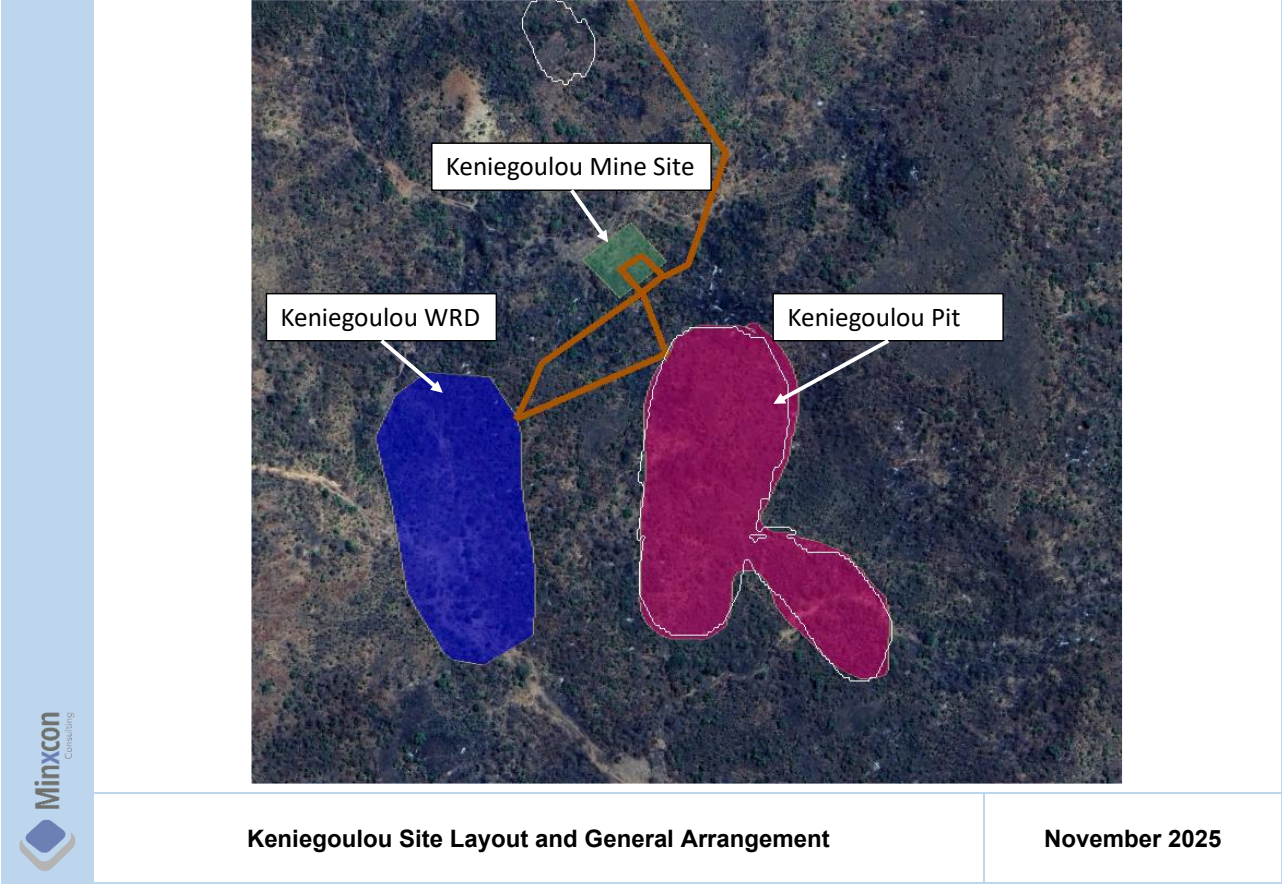 Keniegoulou Mine Site
Keniegoulou WRD
Keniegoulou Pit
Minxcon
Consulting
Keniegoulou Site Layout and General Arrangement
November 2025